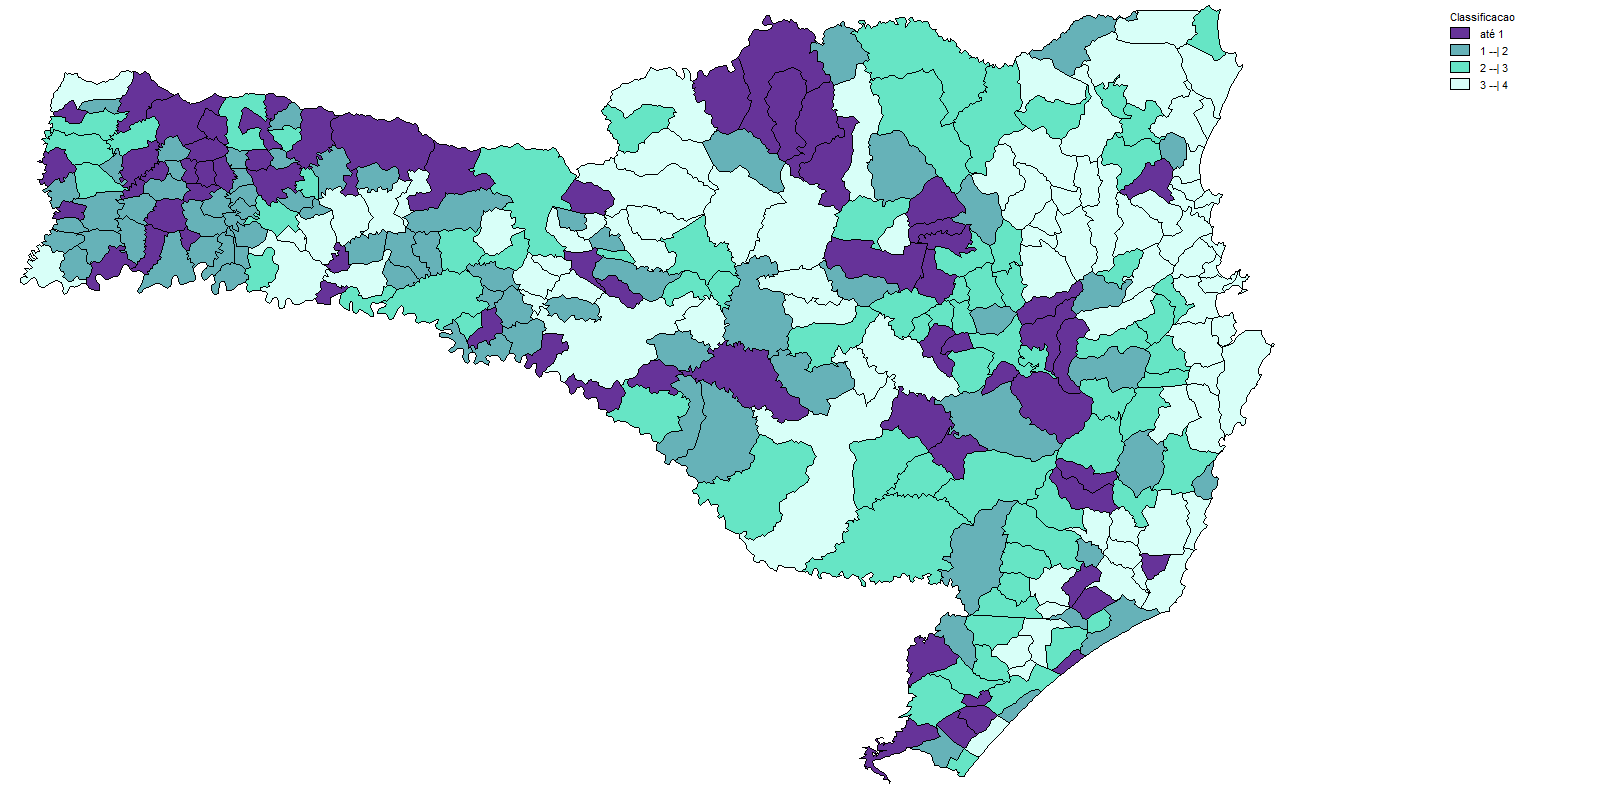 Classificacao
até 1
1 --| 2
2 --| 3
3 --| 4